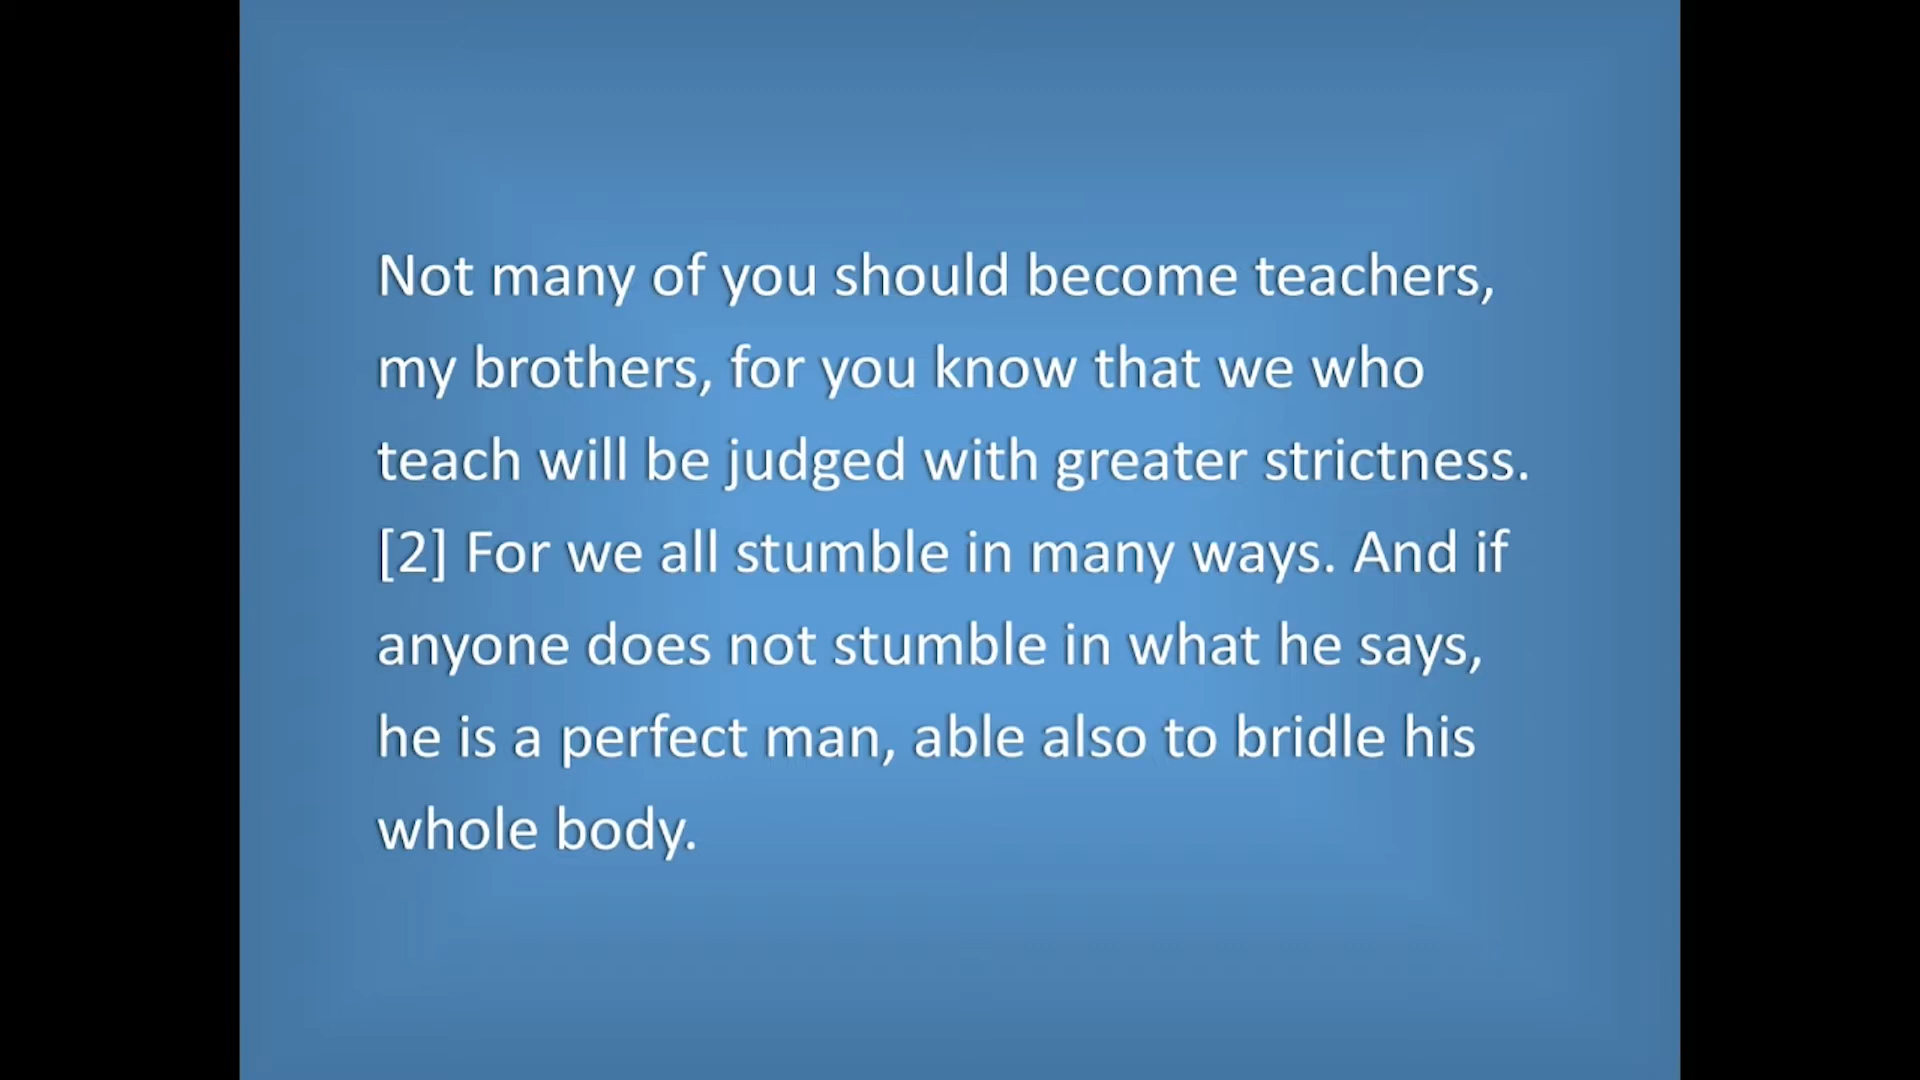 Not many of you should become teachers,
my brothers, for you know that we who
teach will be judged with greater strictness.
[2] For we all stumble in many ways. And if
anyone does not stumble in what he says,
he is a perfect man, able also to bridle his
whole body.